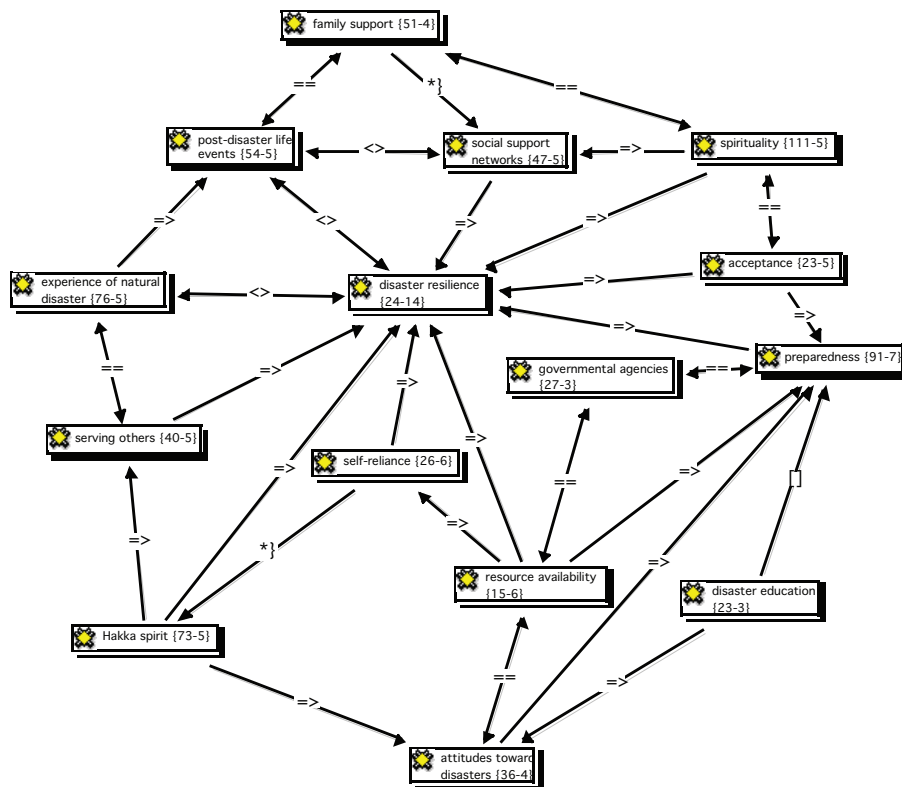 family support {51-4}
==
*}
==
post-disaster life
events {54-5}
<>
social support
networks {47-5}
=>
spirituality {111-5}
=>
<>
=>
=>
==
experience of natural
disaster {76-5}
<>
disaster resilience
{24-14}
=>
acceptance {23-5}
=>
=>
==
=>
=>
governmental agencies
{27-3}
==
preparedness {91-7}
serving others {40-5}
=>
self-reliance {26-6}
=>
==
=>
[]
=>
=>
*}
=>
resource availability
{15-6}
disaster education
{23-3}
Hakka spirit {73-5}
=>
==
=>
attitudes toward
disasters {36-4}